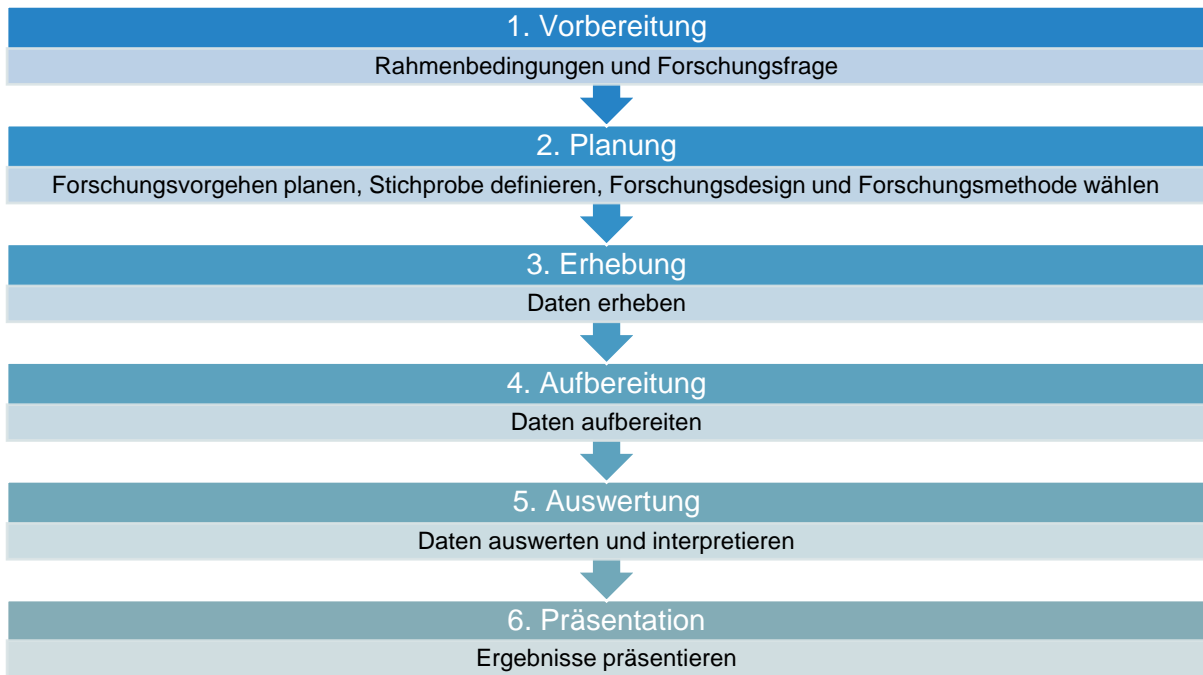 1. Vorbereitung
Rahmenbedingungen und Forschungsfrage
2. Planung
Forschungsvorgehen planen, Stichprobe definieren, Forschungsdesign und Forschungsmethode wählen
3. Erhebung
Daten erheben
4. Aufbereitung
Daten aufbereiten
5. Auswertung
Daten auswerten und interpretieren
6. Präsentation
Ergebnisse präsentieren